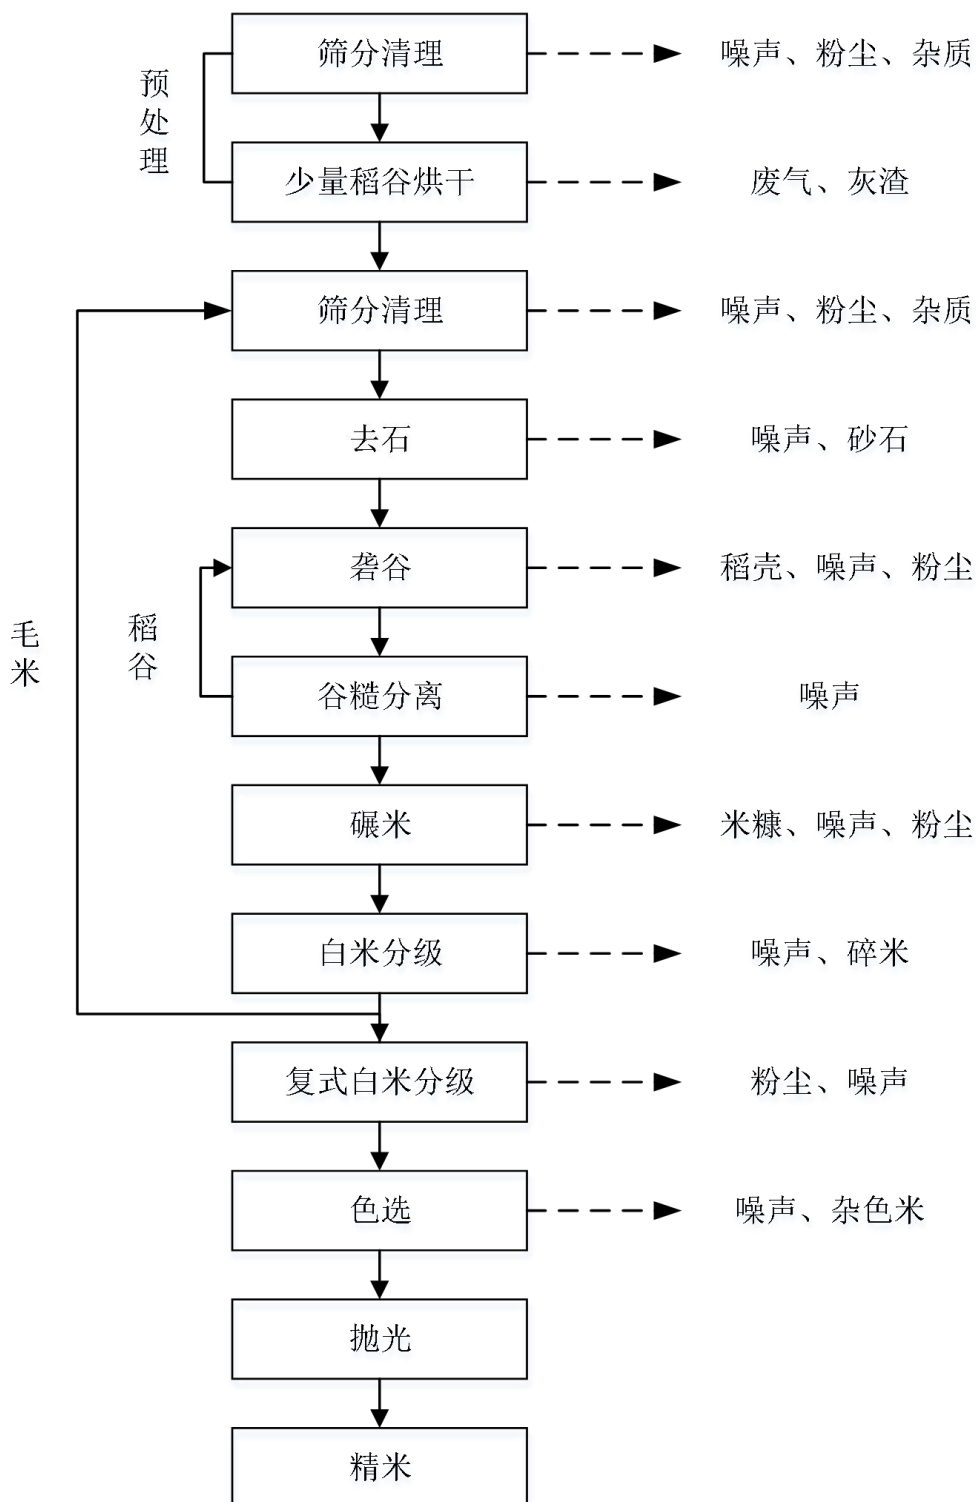 筛分清理
噪声、粉尘、杂质
预处理
少量稻谷烘干
废气、灰渣
筛分清理
噪声、粉尘、杂质
去石
噪声、砂石
砻谷
稻壳、噪声、粉尘
毛米
稻谷
谷糙分离
噪声
碾米
米糠、噪声、粉尘
白米分级
噪声、碎米
复式白米分级
粉尘、噪声
色选
噪声、杂色米
抛光
精米